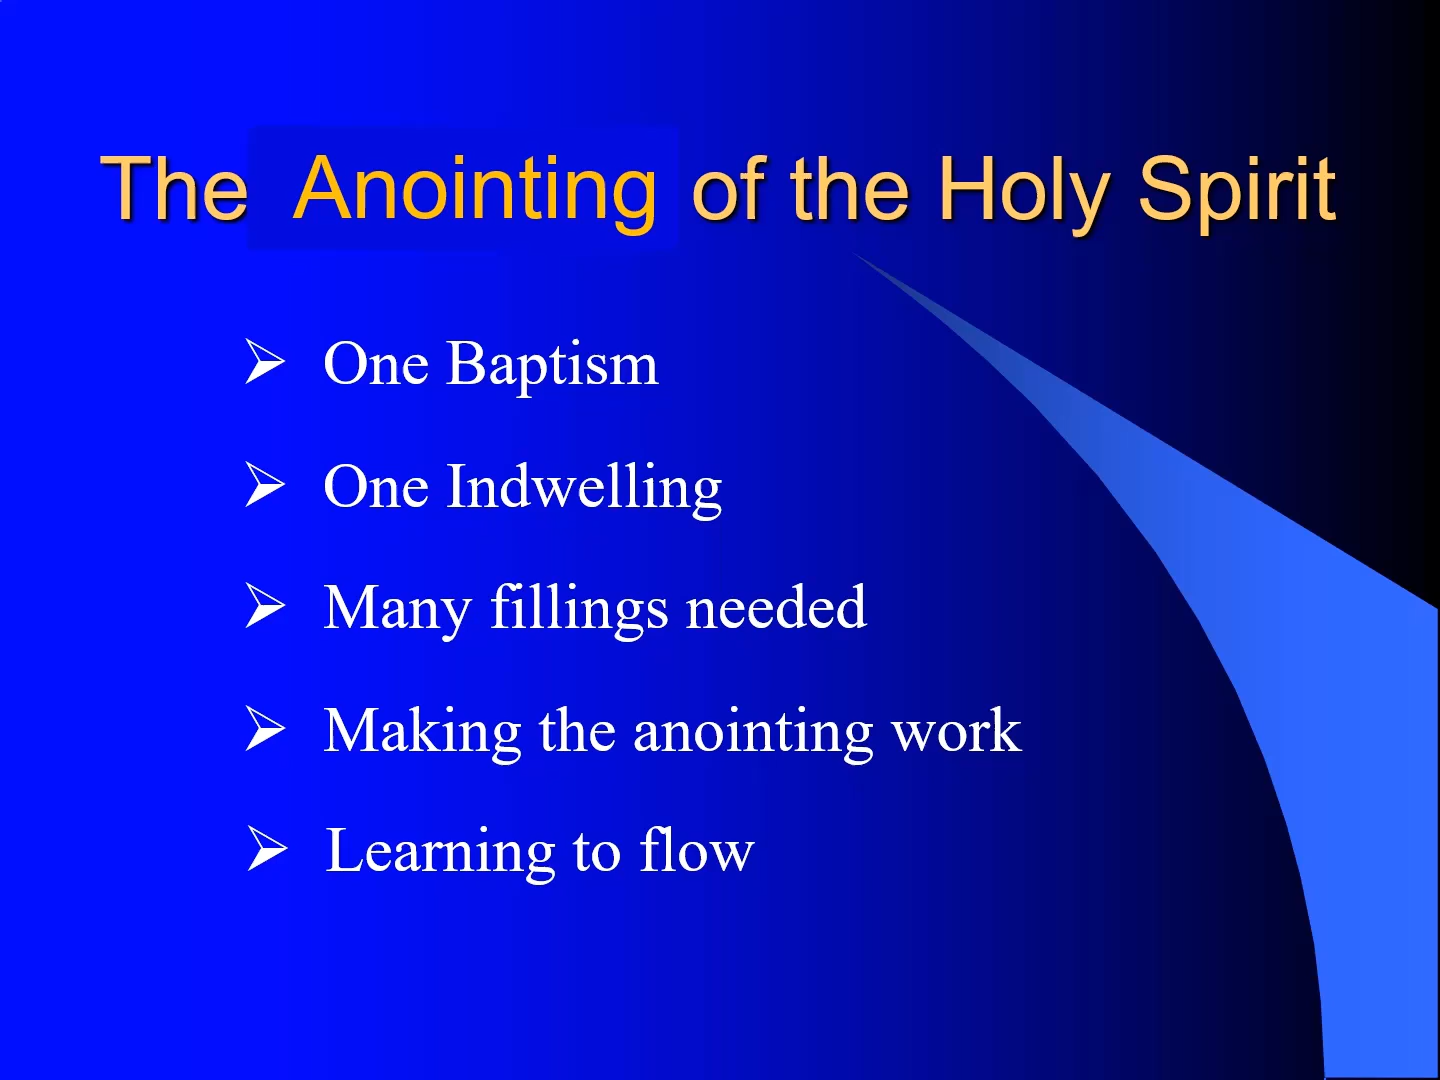 The Anointing of the Holy Spirit
One Baptism
One Indwelling
Many fillings needed
Making the anointing work
Learning to flow